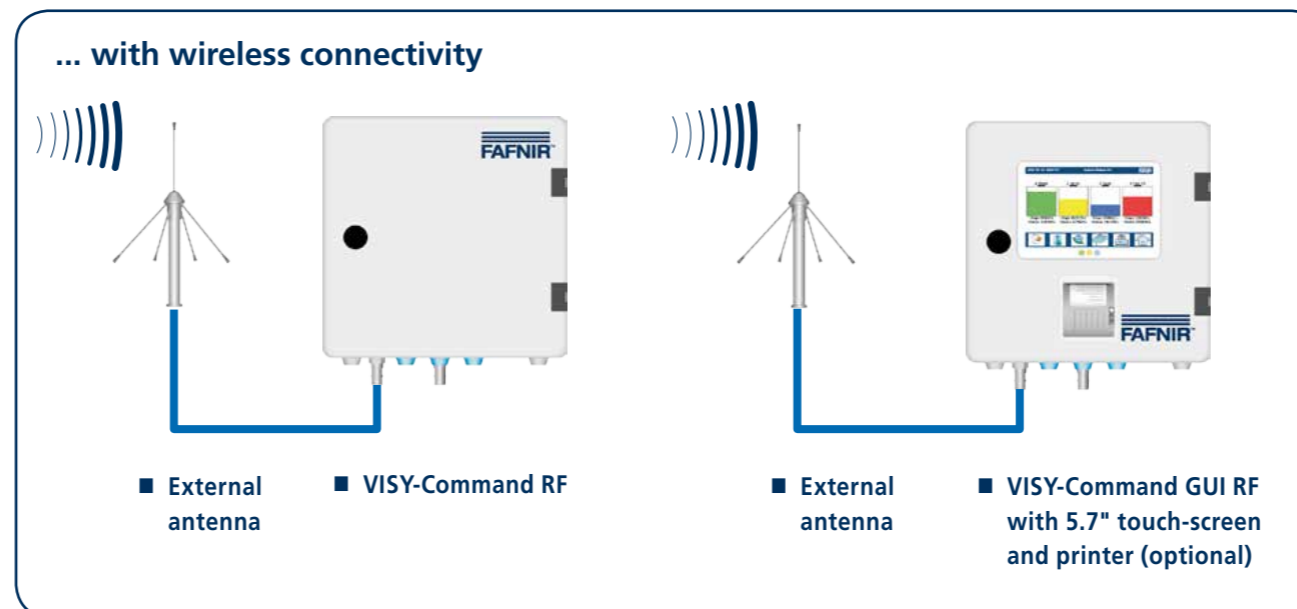 ... with wireless connectivity
FAFNIR
FAFNIR
■ External
antenna
■ VISY-Command RF
■ External
antenna
■ VISY-Command GUI RF
with 5.7" touch-screen
and printer (optional)